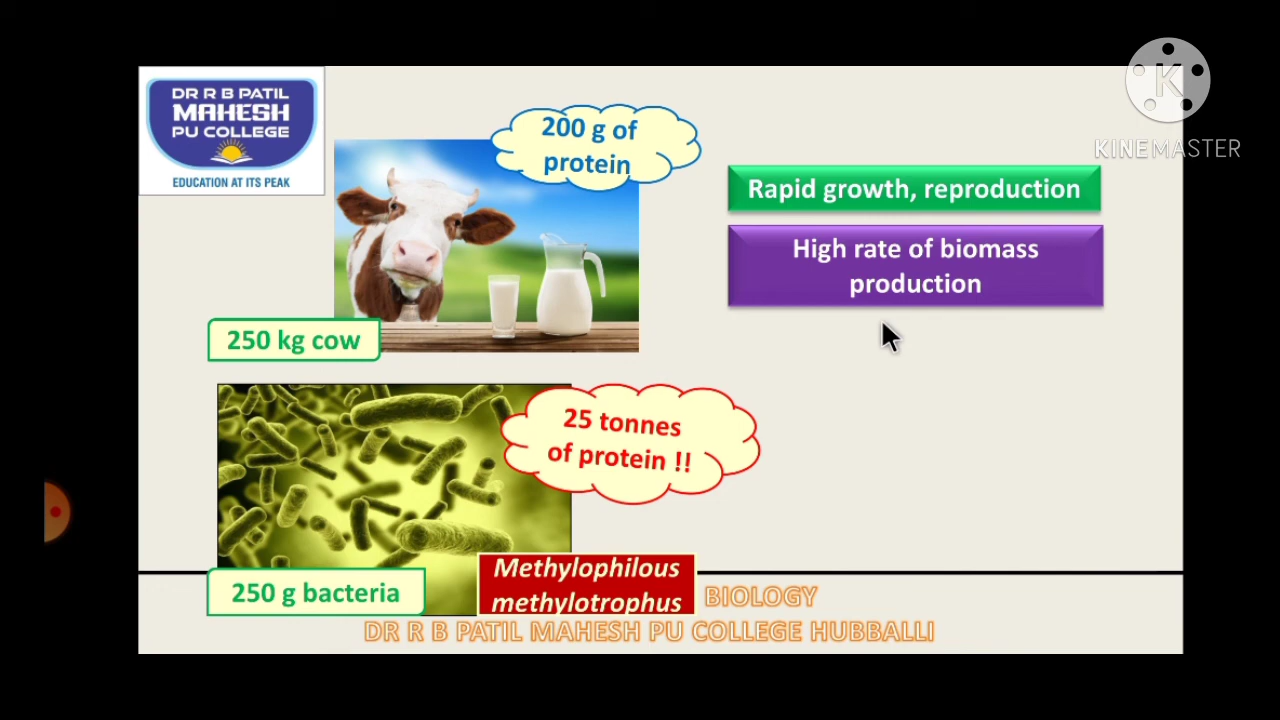 DR R B PATIL
MAHESH
PU COLLEGE
EDUCATION AT ITS PEAK
200 g of
protein
250 kg cow
25 tonnes
of protein !!
250 g bacteria
Methylophilous
methylotrophus
Rapid growth, reproduction
High rate of biomass
production
K
KINEMASTER
BIOLOGY
DR R B PATIL MAHESH PU COLLEGE HUBBALLI